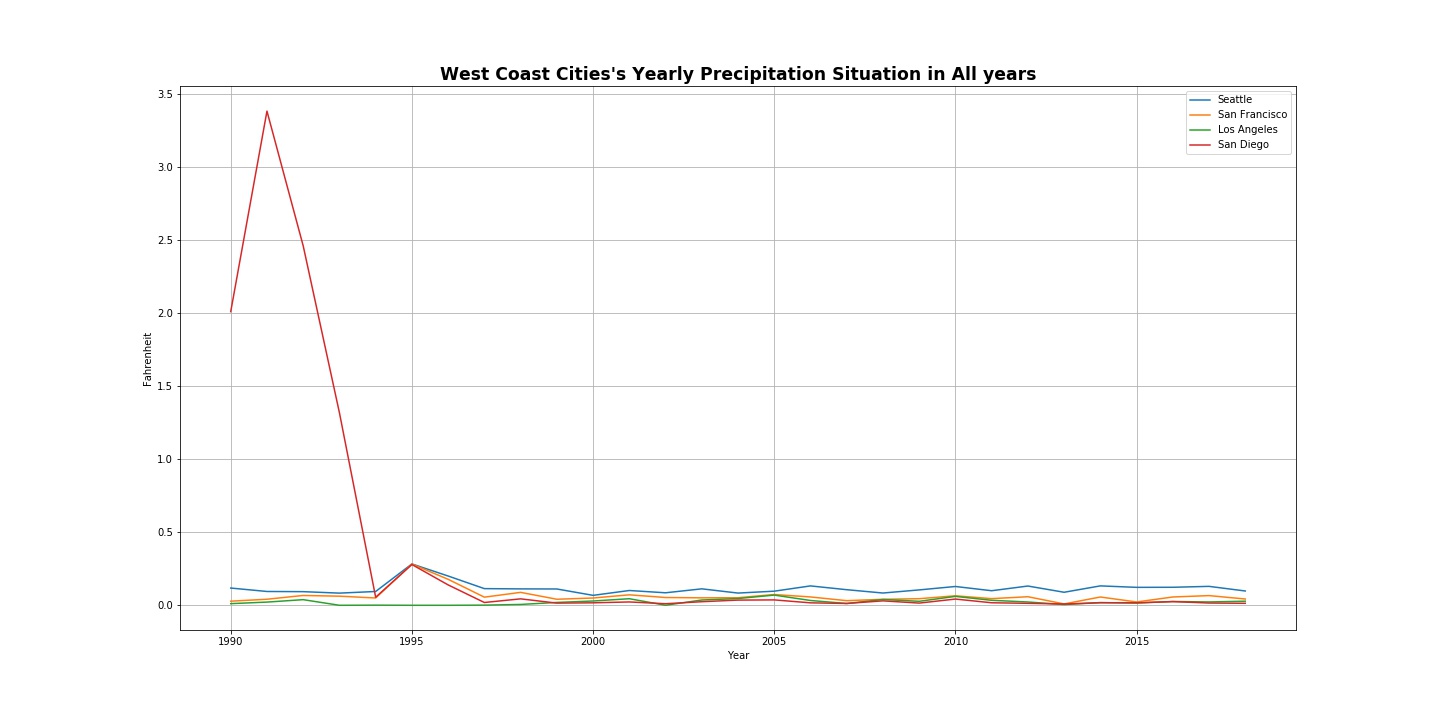 West Coast Cities's Yearly Precipitation Situation in All years
Seattle
San Francisco
Los Angeles
San Diego
3.5
3.0
2.5
2.0
1.5
1.0
0.5
0.0
Fahrenheit
1990
1995
2000
2005
2010
2015
Year